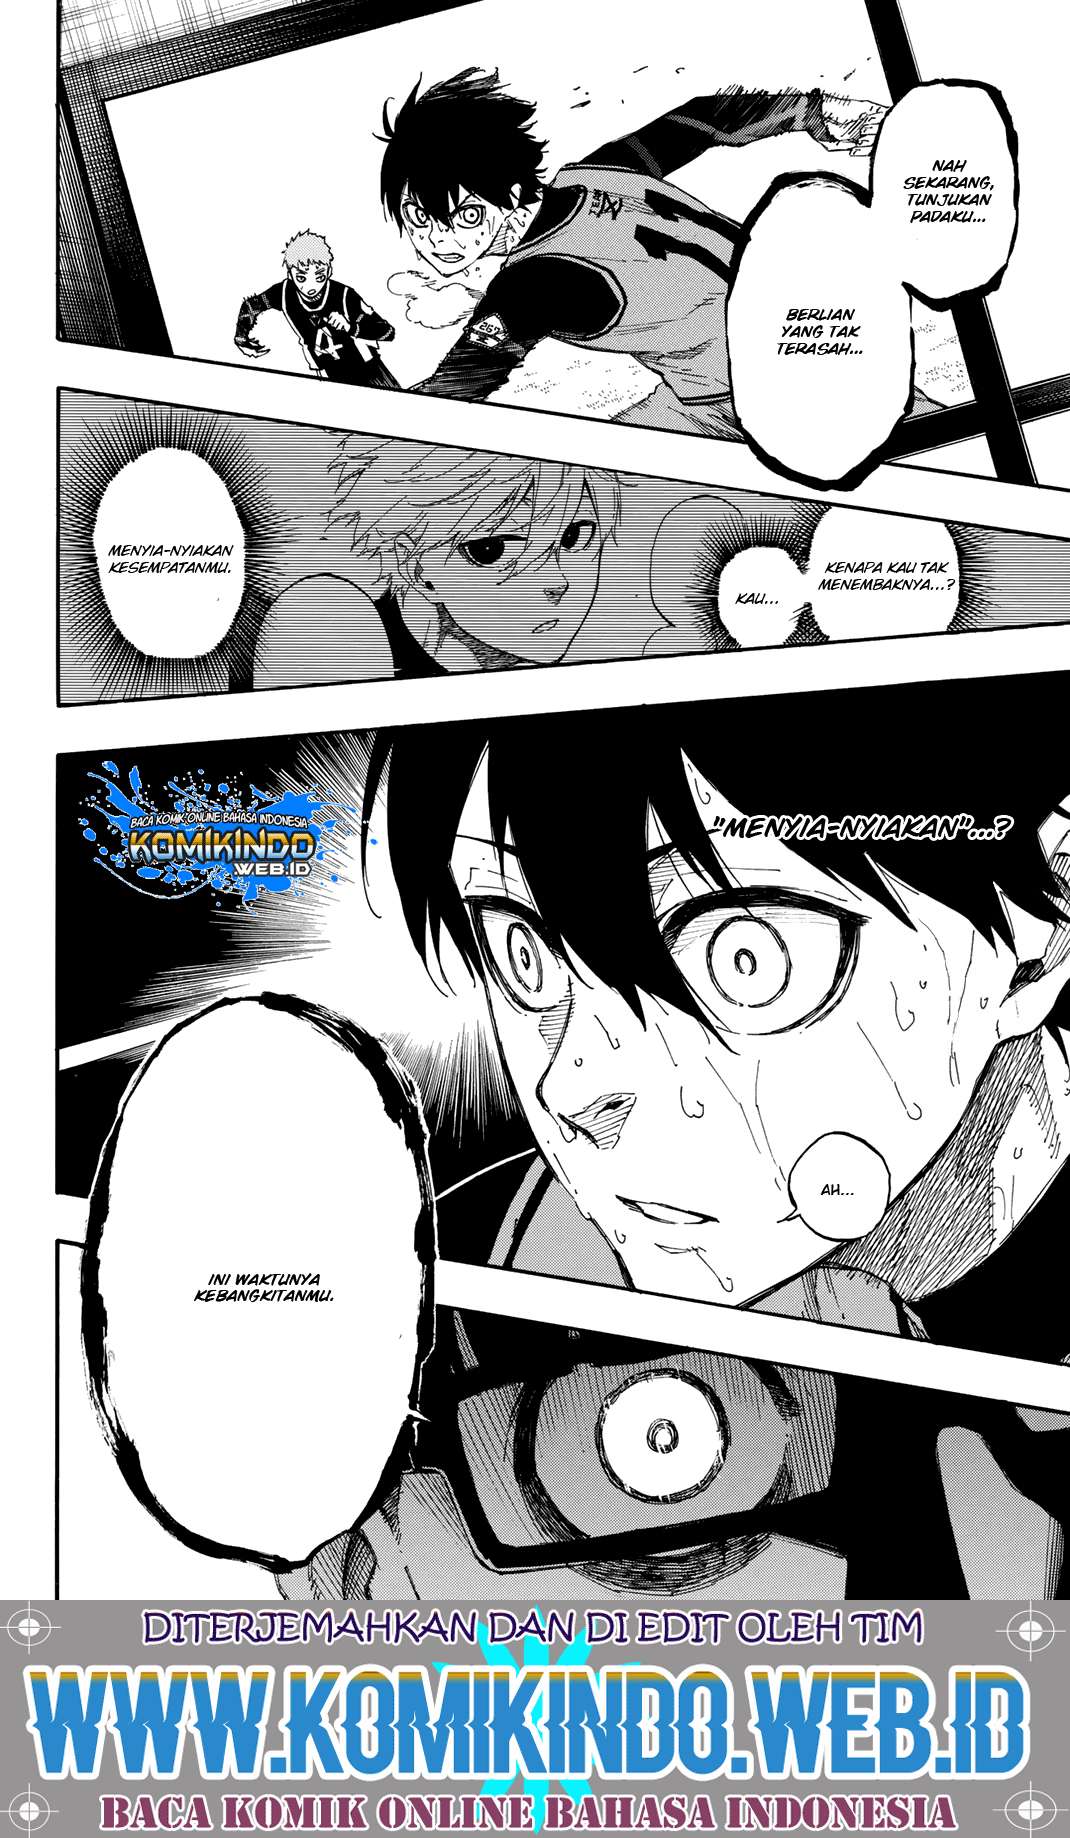 NAH
SEKARANG,
TUNJUKAN
PADAKU...
BERLIAN
YANG TAK
TERASAH...
TEAM
267
KENAPA KAU TAK
MENEMBAKNYA...?
KAU...
MENYIA-NYIAKAN
KESEMPATANMU.
"MENYIA-NYIAKAN"...?
BACA KOMIK ONLINE BAHASA INDONESIA
KOMIKINDO
WEB.ID
AH...
INI WAKTUNYA
KEBANGKITANMU.
DITERJEMAHKAN DAN DI EDIT OLEH TIM
WWW.KOMIKINDO.WEB.ID
BACA KOMIK ONLINE BAHASA INDONESIA